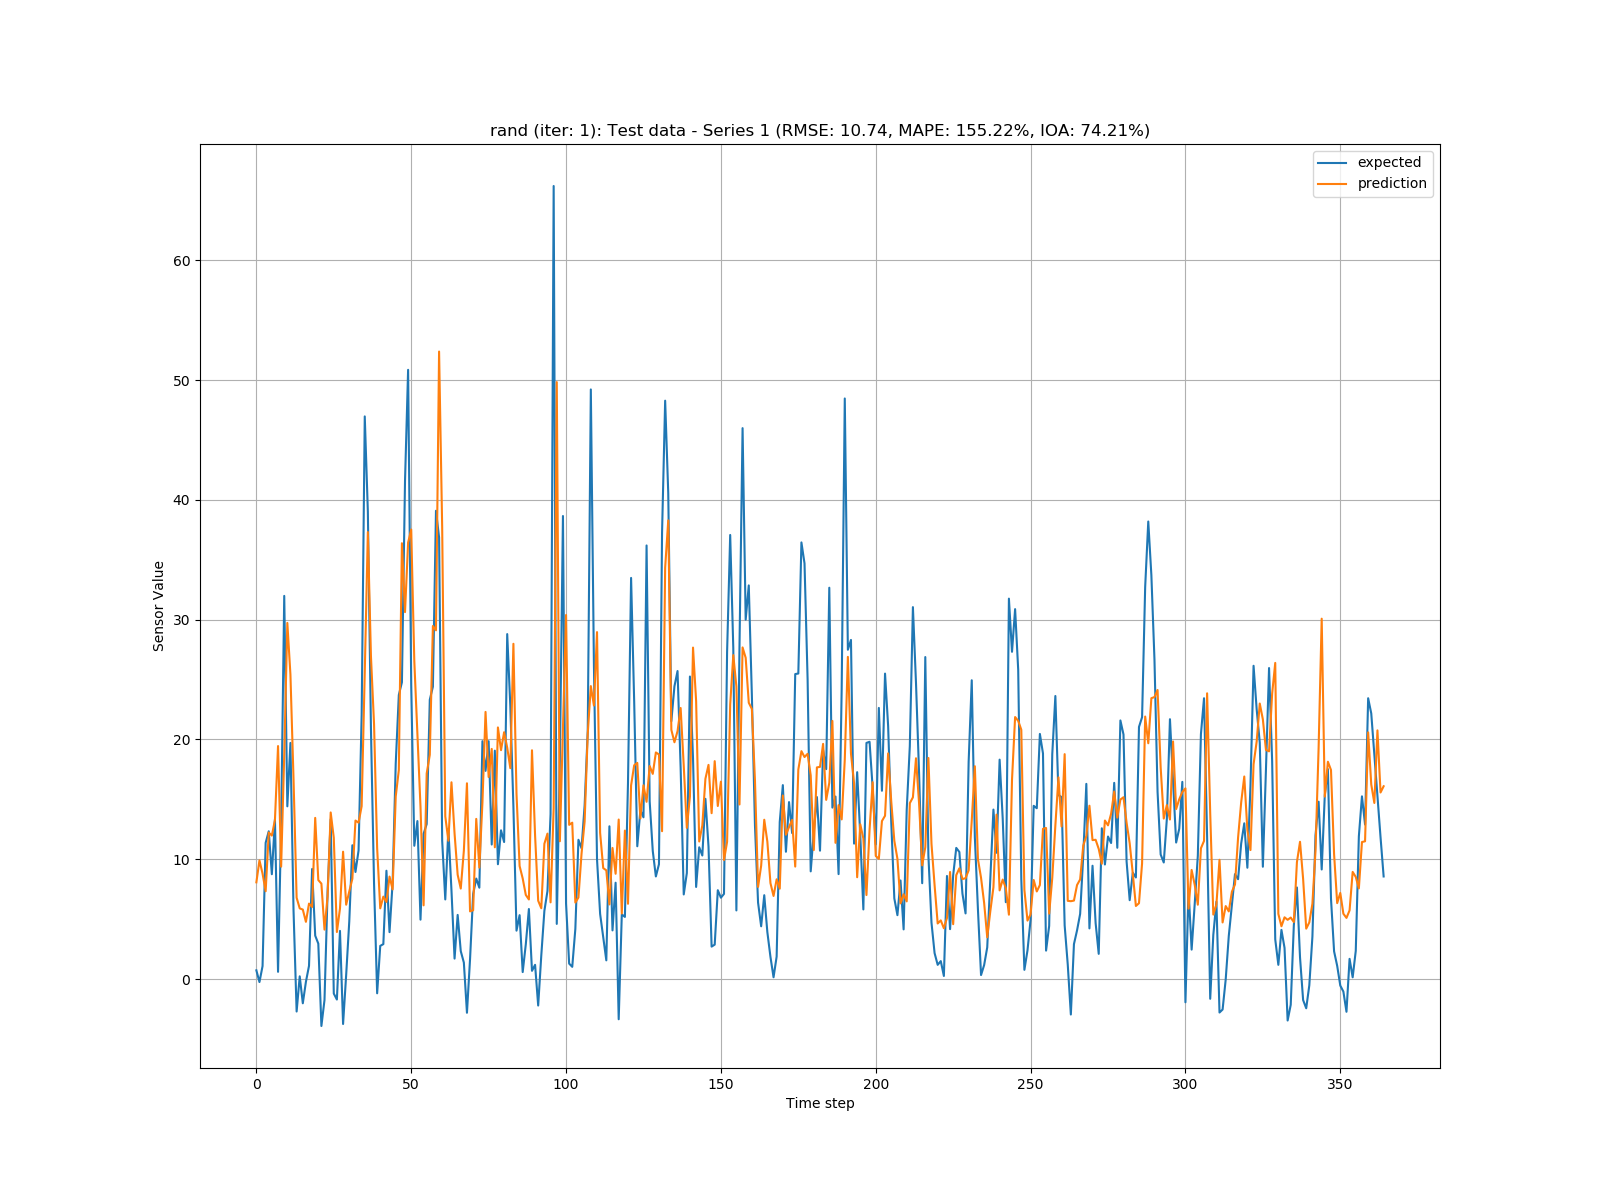 rand (iter: 1): Test data - Series 1 (RMSE: 10.74, MAPE: 155.22%, IOA: 74.21%)
expected
prediction
Sensor Value
60
50
40
30
20
10
0
0 50 100 150 200 250 300 350
Time step